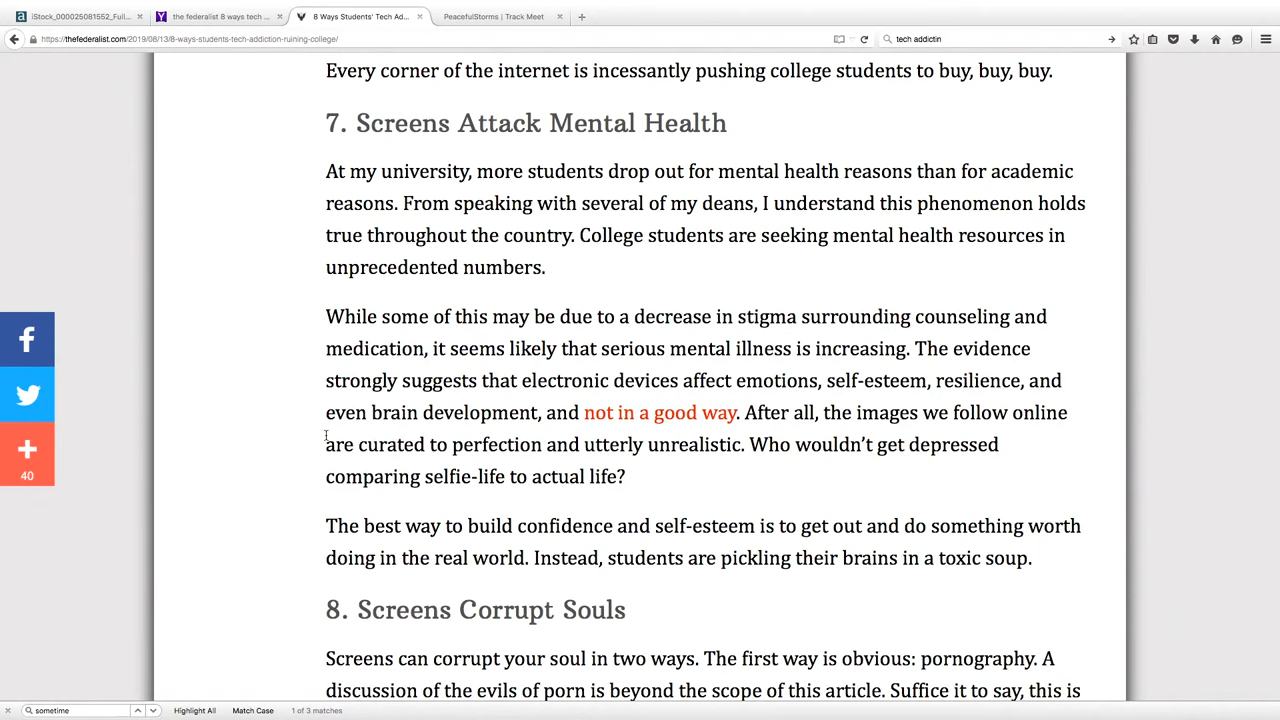 iStock_000025081552_Full...
the federalist 8 ways tech ...
8 Ways Students' Tech Ad...
PeacefulStorms | Track Meet
https://thefederalist.com/2019/08/13/8-ways-students-tech-addiction-ruining-college/
tech addictin
Every corner of the internet is incessantly pushing college students to buy, buy, buy.
7. Screens Attack Mental Health
At my university, more students drop out for mental health reasons than for academic
reasons. From speaking with several of my deans, I understand this phenomenon holds
true throughout the country. College students are seeking mental health resources in
unprecedented numbers.
While some of this may be due to a decrease in stigma surrounding counseling and
medication, it seems likely that serious mental illness is increasing. The evidence
strongly suggests that electronic devices affect emotions, self-esteem, resilience, and
even brain development, and not in a good way. After all, the images we follow online
are curated to perfection and utterly unrealistic. Who wouldn’t get depressed
comparing selfie-life to actual life?
40
The best way to build confidence and self-esteem is to get out and do something worth
doing in the real world. Instead, students are pickling their brains in a toxic soup.
8. Screens Corrupt Souls
Screens can corrupt your soul in two ways. The first way is obvious: pornography. A
discussion of the evils of porn is beyond the scope of this article. Suffice it to say, this is
sometime
Highlight All
Match Case
1 of 3 matches